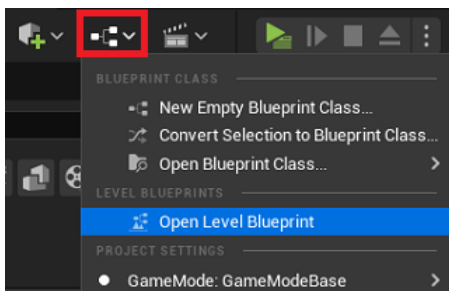 BLUEPRINT CLASS
New Empty Blueprint Class...
Convert Selection to Blueprint Class...
Open Blueprint Class...
LEVEL BLUEPRINTS
Open Level Blueprint
PROJECT SETTINGS
GameMode: GameModeBase